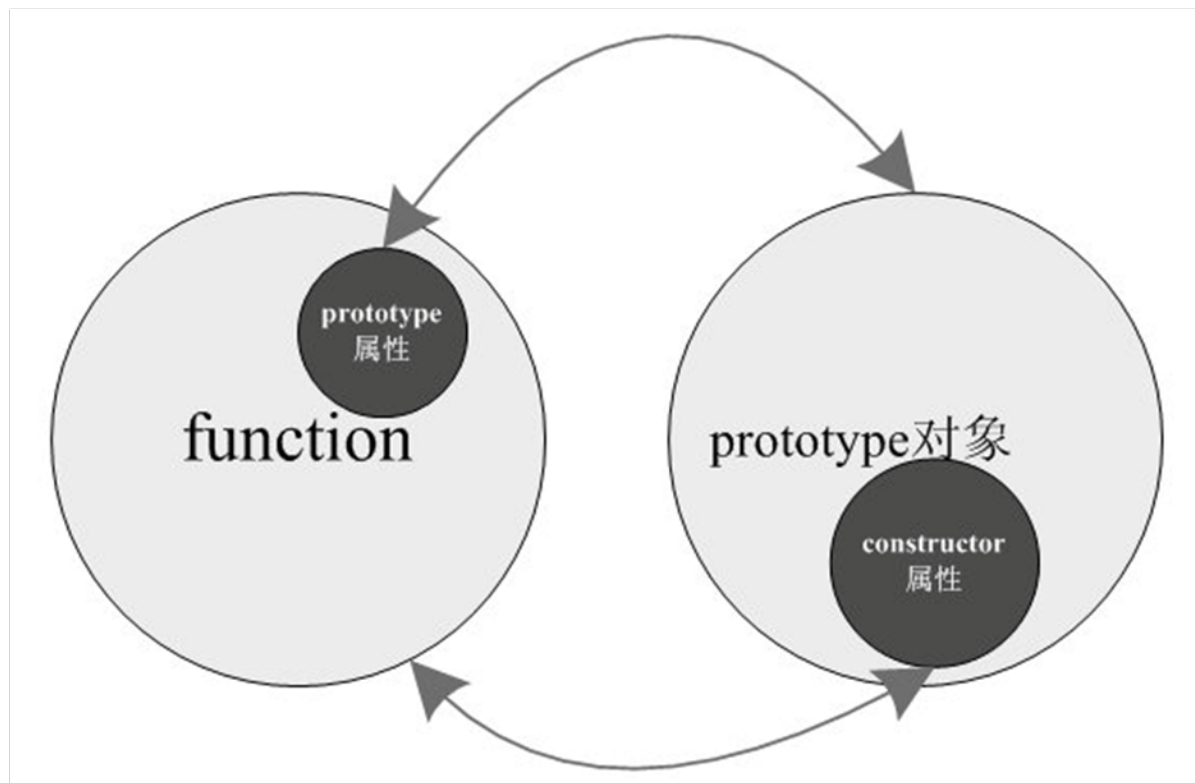 prototype
属性
function
prototype对象
constructor
属性